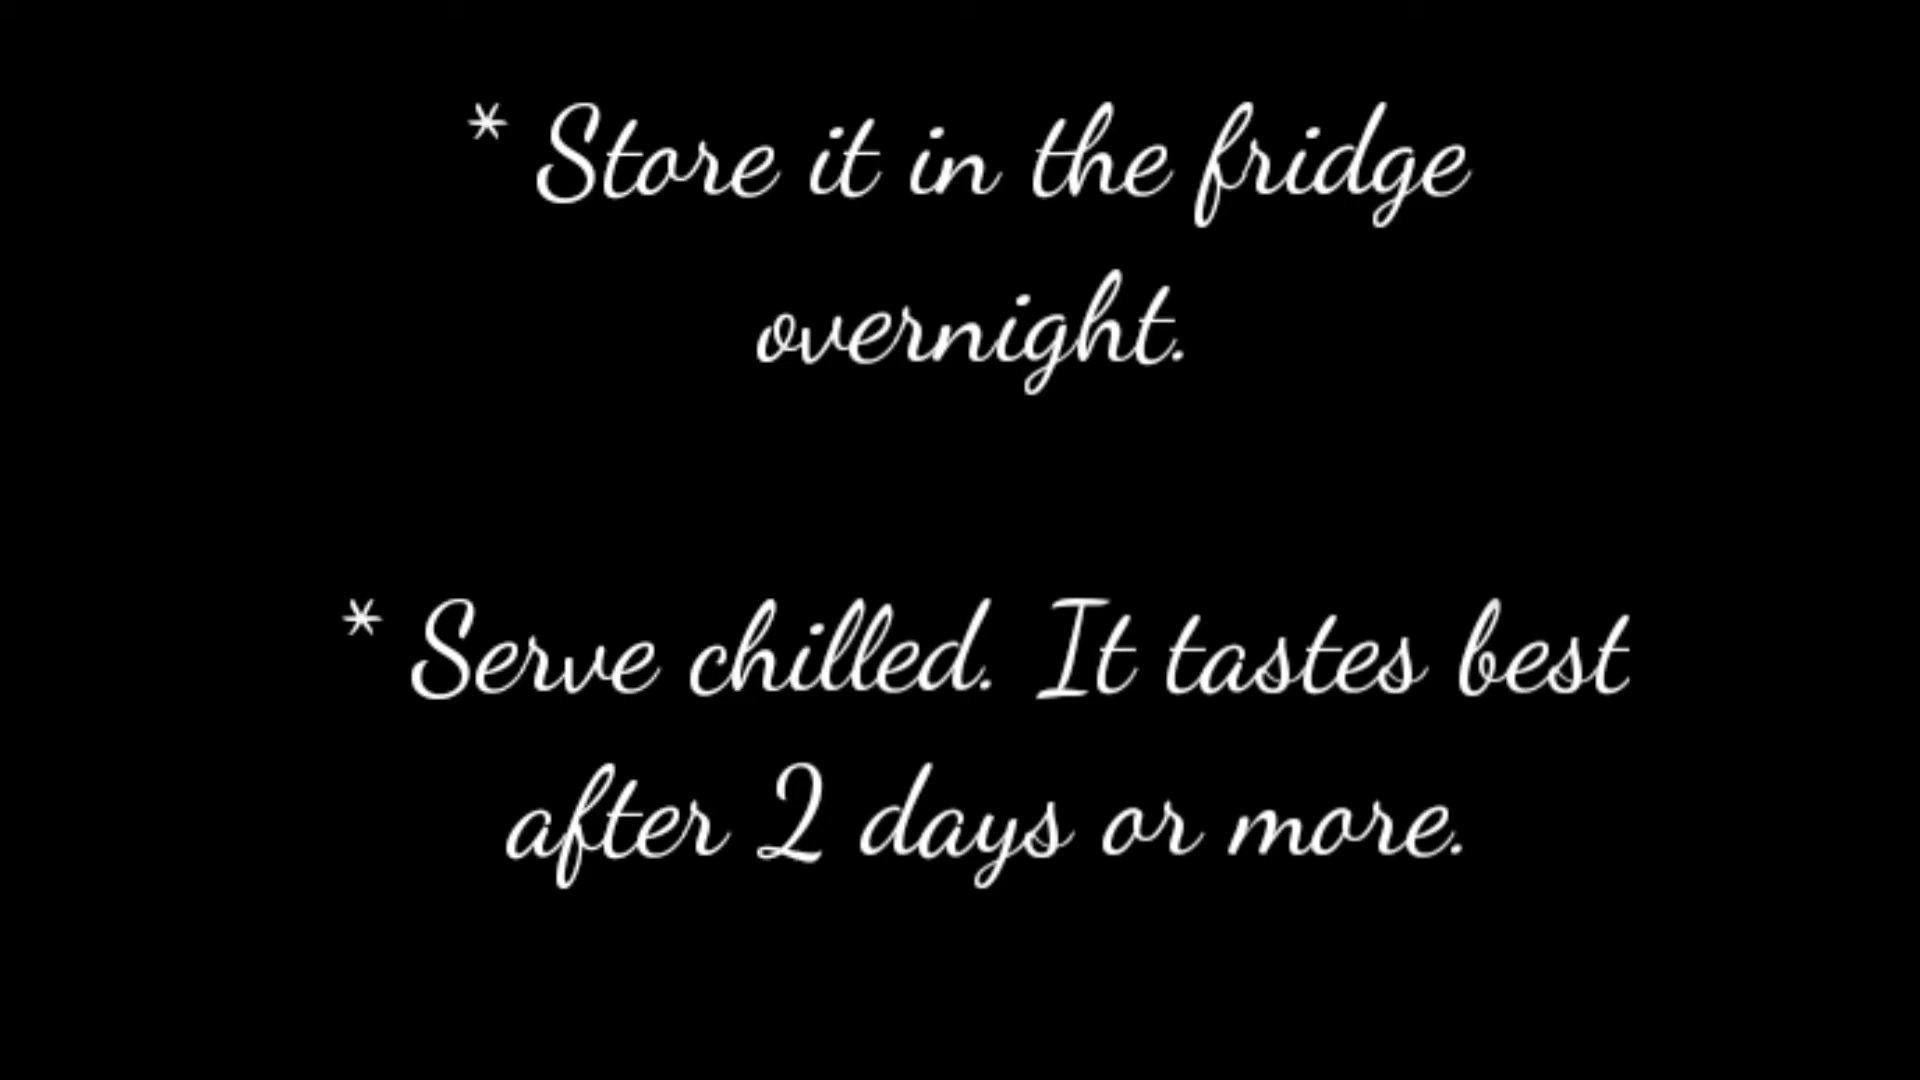 * Store it in the fridge
overnight.
* Serve chilled. It tastes best
after 2 days or more.